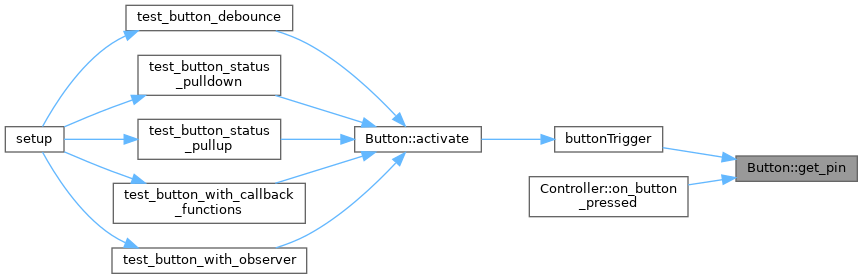 test_button_debounce
test_button_status
_pulldown
setup
test_button_status
_pullup
Button::activate
buttonTrigger
Button::get_pin
test_button_with_callback
_functions
Controller::on_button
_pressed
test_button_with_observer